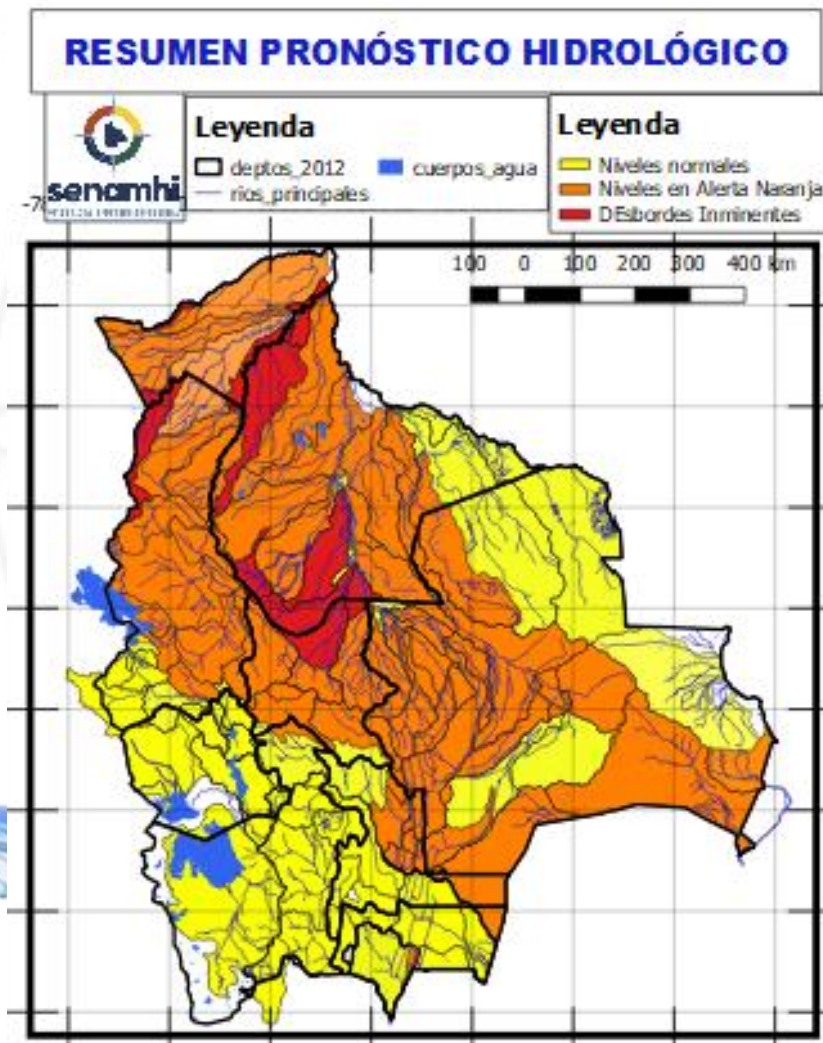 RESUMEN PRONÓSTICO HIDROLÓGICO
senamhi
Leyenda
deptos_2012
cuerpos_agua
rios_principales
Leyenda
Niveles normales
Niveles en Alerta Naranja
DEsbordes Inminentes
100 0 100 200 300 400 km